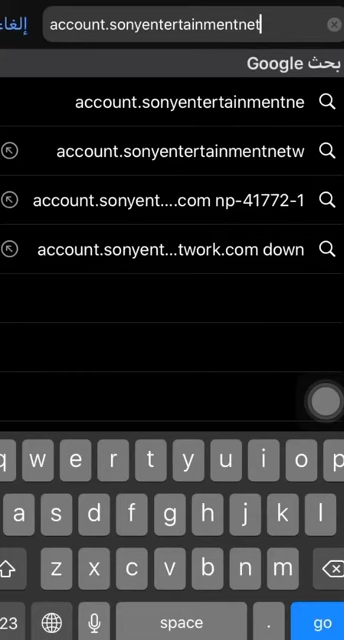 إلغاء
account.sonyentertainmentnet
بحث Google
account.sonyentertainmentne
account.sonyentertainmentnetw
account.sonyent....com np-41772-1
account.sonyent...twork.com down
q w e r t y u i o p
a s d f g h j k l
z x c v b n m
23 space . go